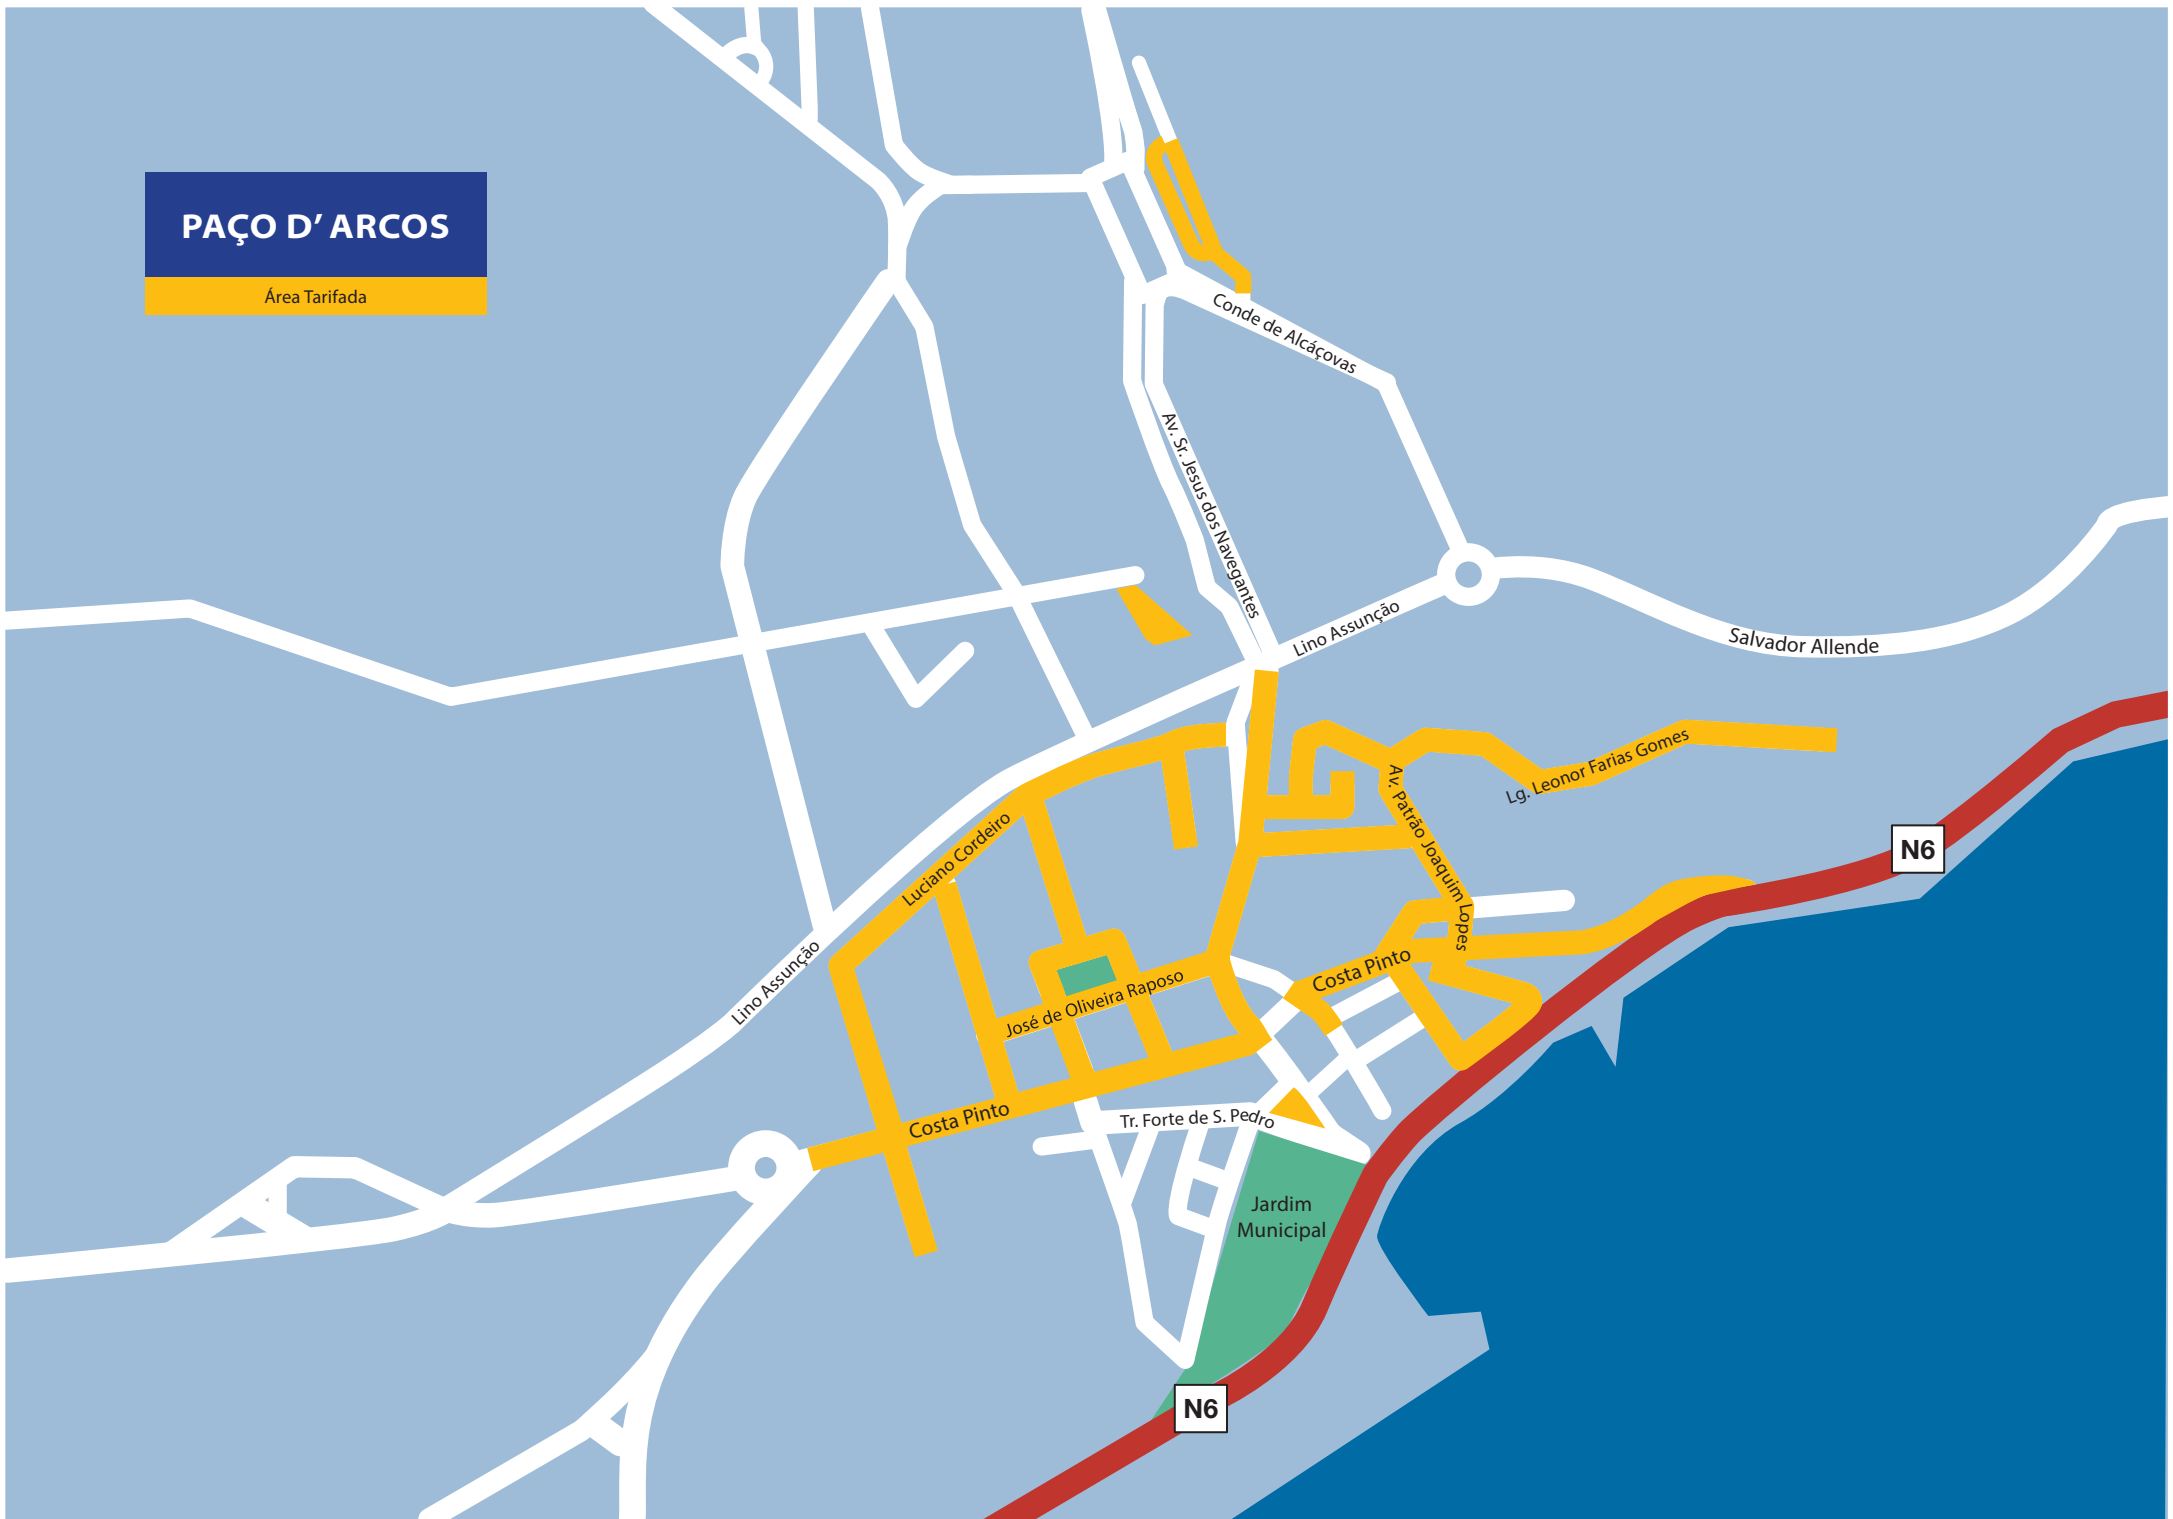 PAÇO D' ARCOS
Área Tarifada
Conde de Alcáçovas
Av. Sr. Jesus dos Navegantes
Lino Assunção
Salvador Allende
Lg. Leonor Farias Gomes
Av. Patrão Joaquim Lopes
Luciano Cordeiro
N6
Lino Assunção
Costa Pinto
José de Oliveira Raposo
Costa Pinto
Tr. Forte de S. Pedro
Jardim
Municipal
N6